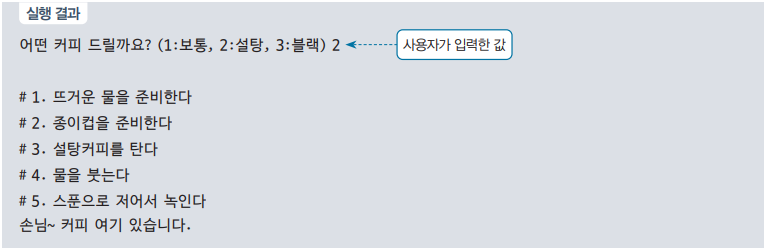 실행 결과
어떤 커피 드릴까요? (1:보통, 2:설탕, 3:블랙) 2
사용자가 입력한 값
# 1. 뜨거운 물을 준비한다
# 2. 종이컵을 준비한다
# 3. 설탕커피를 탄다
# 4. 물을 붓는다
# 5. 스푼으로 저어서 녹인다
손님~ 커피 여기 있습니다.